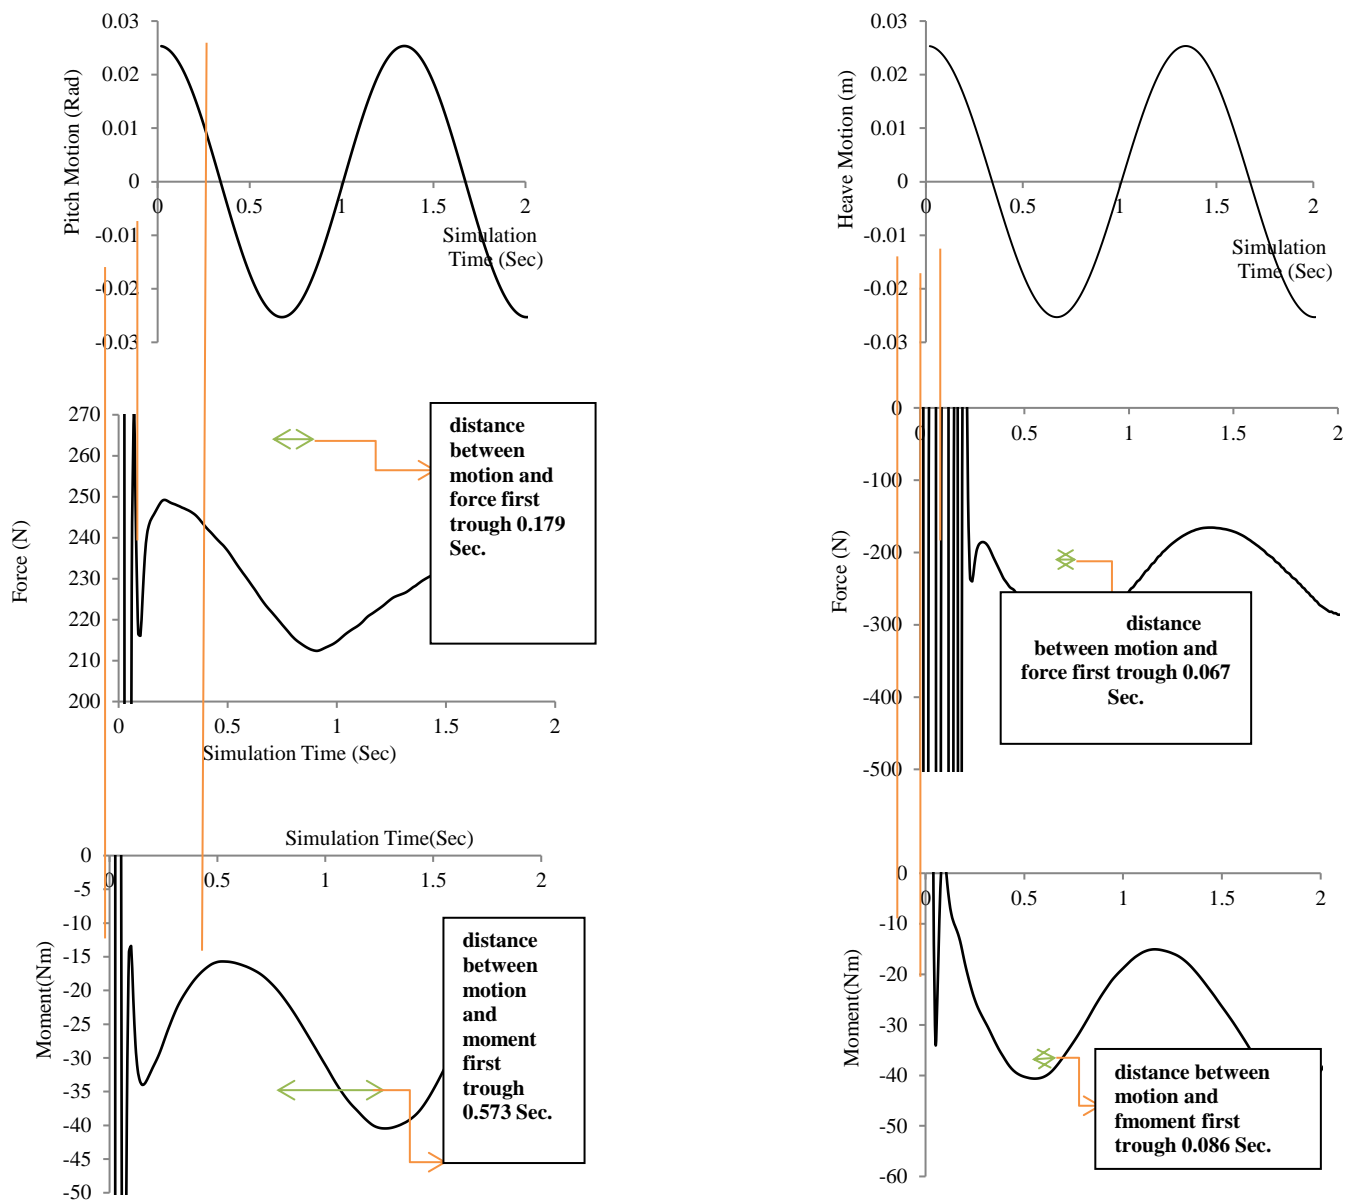 0.03
0.02
0.01
0
-0.01
-0.02
-0.03
Pitch Motion (Rad)
0 0.5 1 1.5 2
Simulation
Time (Sec)
0.03
0.02
0.01
0
-0.01
-0.02
-0.03
Heave Motion (m)
0 0.5 1 1.5 2
Simulation
Time (Sec)
270
260
250
240
230
220
210
200
Force (N)
0 0.5 1 1.5 2
Simulation Time (Sec)
distance
between
motion and
force first
trough 0.179
Sec.
0
-100
-200
-300
-400
-500
Force (N)
0 0.5 1 1.5 2
distance
between motion and
force first trough 0.067
Sec.
Simulation Time(Sec)
0
-5
-10
-15
-20
-25
-30
-35
-40
-45
-50
Moment(Nm)
0 0.5 1 1.5 2
distance
between
motion
and
moment
first
trough
0.573 Sec.
0
-10
-20
-30
-40
-50
-60
Moment(Nm)
0 0.5 1 1.5 2
distance between
motion and
fmoment first
trough 0.086 Sec.